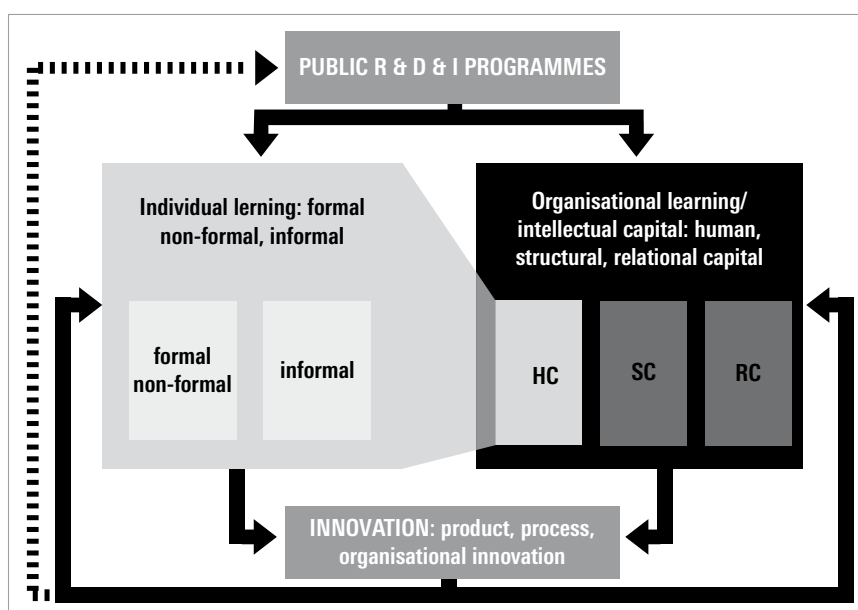 PUBLIC R & D & I PROGRAMMES
Individual lerning: formal
non-formal, informal
Organisational learning/
intellectual capital: human,
structural, relational capital
formal
non-formal
informal
HC
SC
RC
INNOVATION: product, process,
organisational innovation